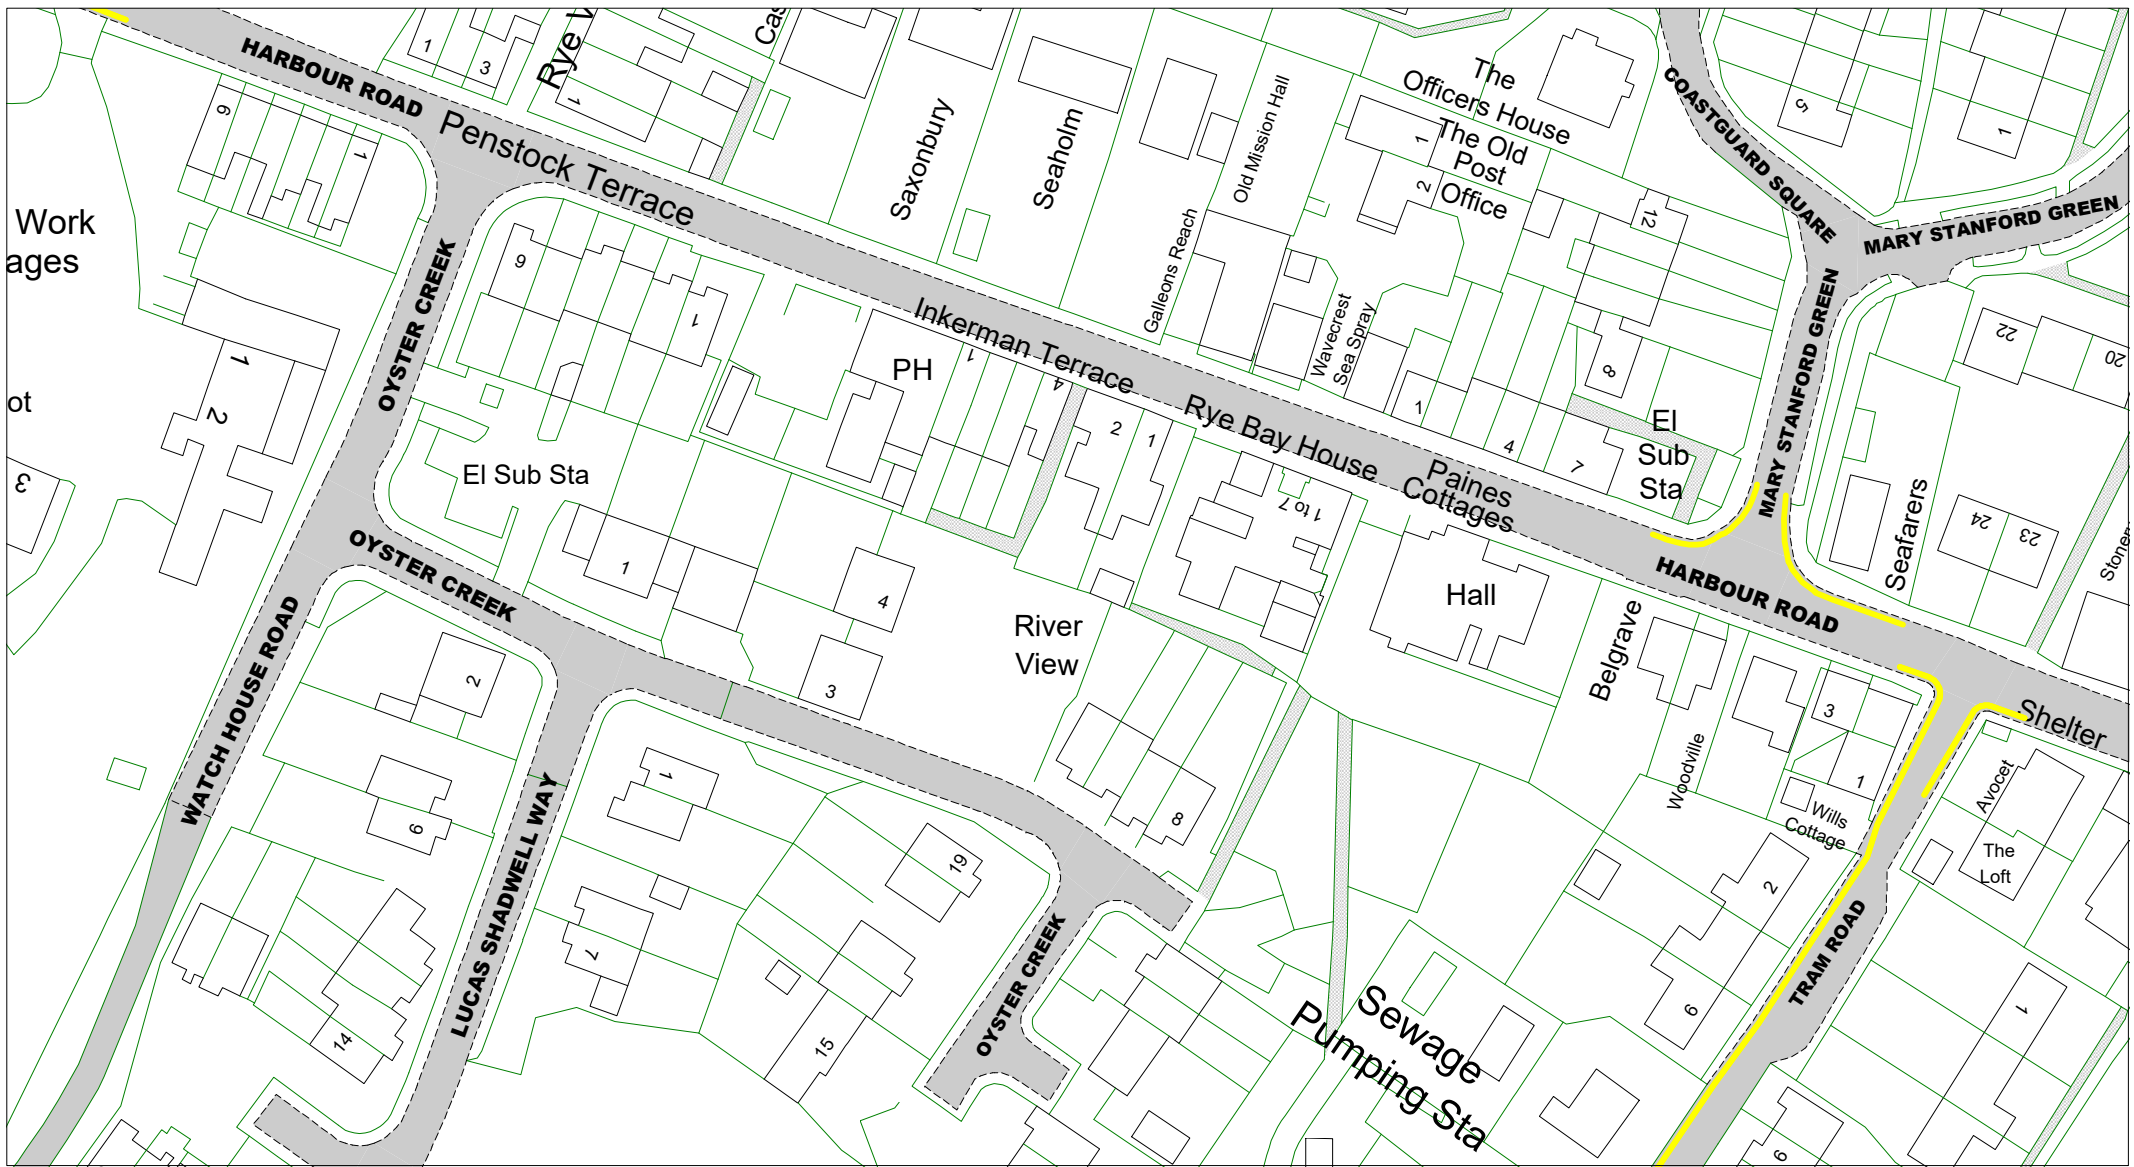 HARBOUR ROAD
1
3
Rye
1
Cas
Saxonbury
Seaholm
Old Mission Hall
Galleons Reach
The
Officers House
1
The Old
Post
Office
2
12
COASTGUARD SQUARE
5
1
MARY STANFORD GREEN
MARY STANFORD GREEN
Penstock Terrace
6
1
Work
ages
ot
3
1
2
OYSTER CREEK
9
1
PH
1
4
Inkerman Terrace
2
1
Rye Bay House
1 to 7
Wavecrest
Sea Spray
1
4
7
8
El
Sub
Sta
Paines
Cottages
22
20
24
23
Seafarers
El Sub Sta
OYSTER CREEK
1
4
3
River
View
Hall
Belgrave
HARBOUR ROAD
Shelter
WATCH HOUSE ROAD
2
6
LUCAS SHADWELL WAY
1
7
14
19
15
8
OYSTER CREEK
Woodville
3
1
Wills
Cottage
Avocet
The
Loft
2
6
TRAM ROAD
1
6
Sewage
Pumping Sta